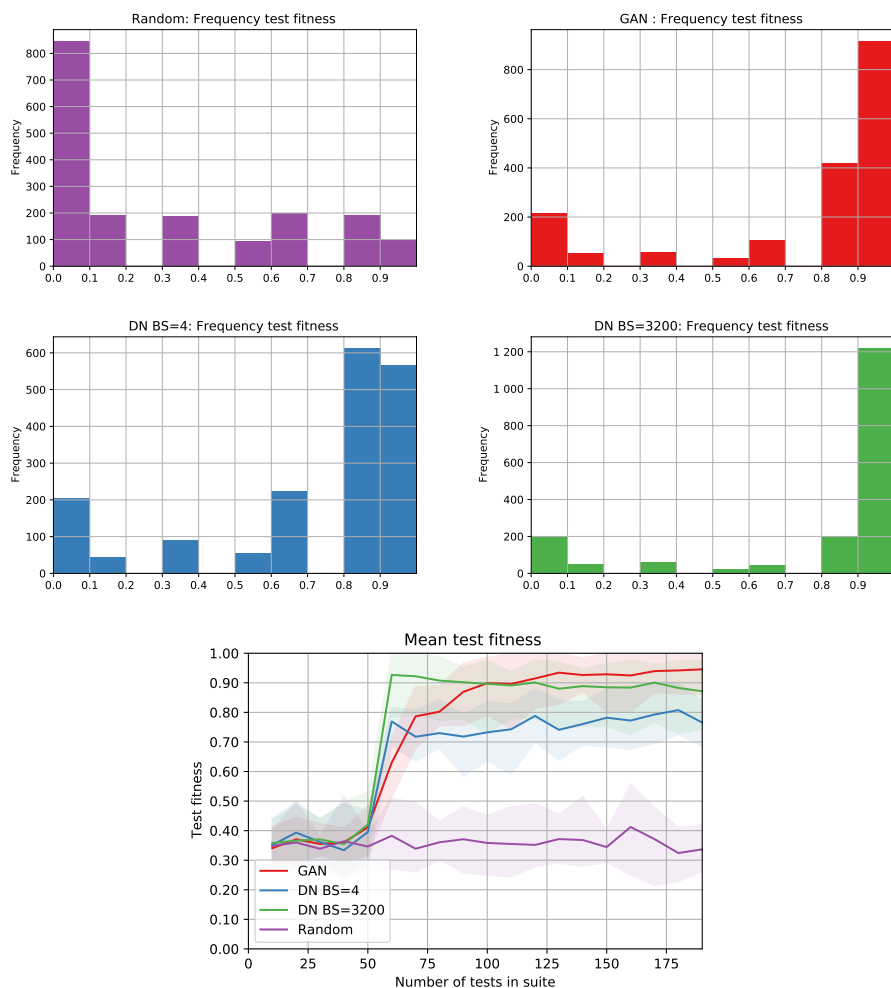 Random: Frequency test fitness
Frequency
800
700
600
500
400
300
200
100
0
0.0 0.1 0.2 0.3 0.4 0.5 0.6 0.7 0.8 0.9
GAN : Frequency test fitness
Frequency
800
600
400
200
0
0.0 0.1 0.2 0.3 0.4 0.5 0.6 0.7 0.8 0.9
DN BS=4: Frequency test fitness
Frequency
600
500
400
300
200
100
0
0.0 0.1 0.2 0.3 0.4 0.5 0.6 0.7 0.8 0.9
DN BS=3200: Frequency test fitness
Frequency
1 200
1 000
800
600
400
200
0
0.0 0.1 0.2 0.3 0.4 0.5 0.6 0.7 0.8 0.9
Mean test fitness
Test fitness
1.00
0.90
0.80
0.70
0.60
0.50
0.40
0.30
0.20
0.10
0.00
GAN
DN BS=4
DN BS=3200
Random
0 25 50 75 100 125 150 175
Number of tests in suite